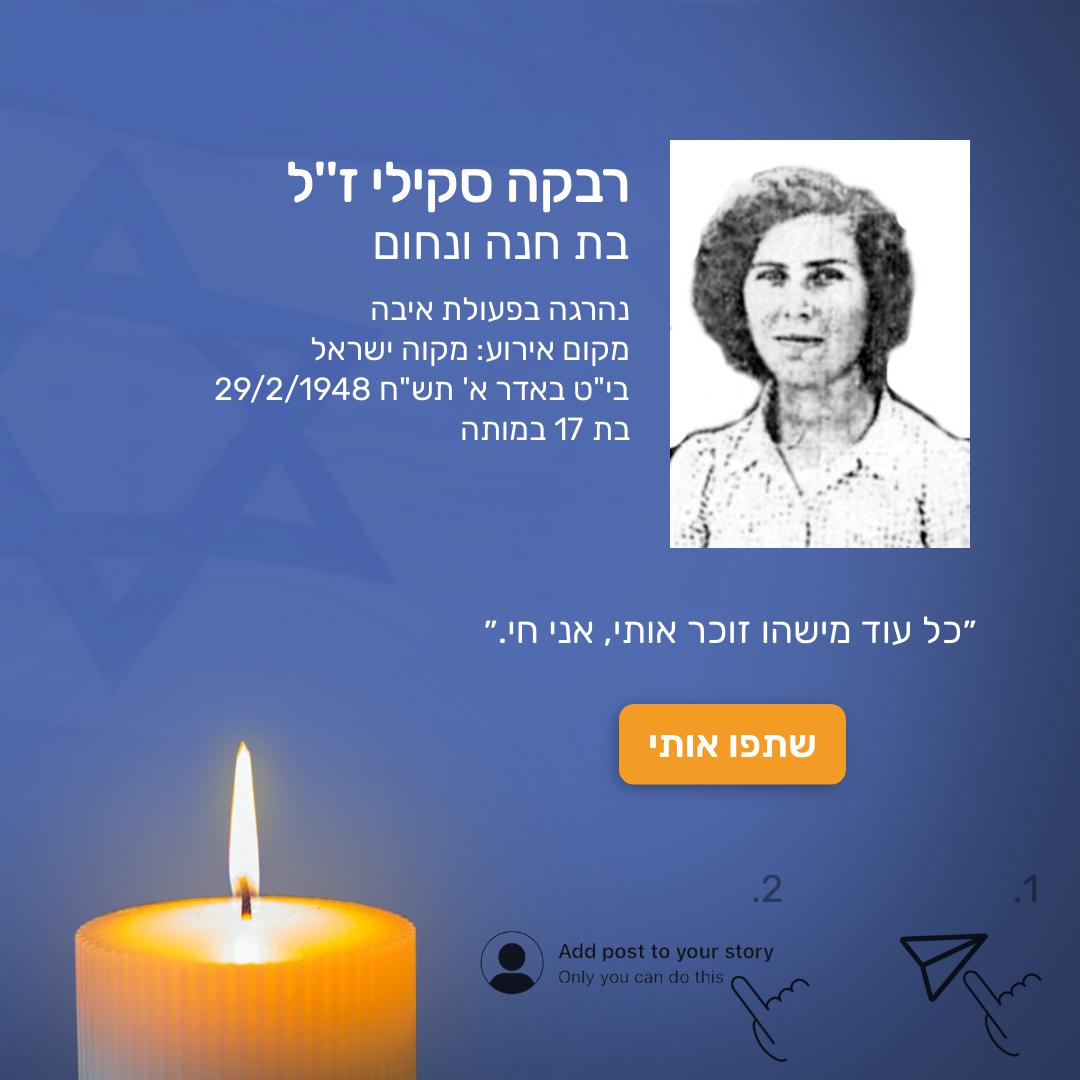 רבקה סקילי ז"ל
בת חנה ונחום
נהרגה בפעולת איבה
מקום אירוע: מקוה ישראל
בי"ט באדר א' תש"ח 29/2/1948
בת 17 במותה
״כל עוד מישהו זוכר אותי, אני חי.״
שתפו אותי
1.
2.
Add post to your story
Only you can do this